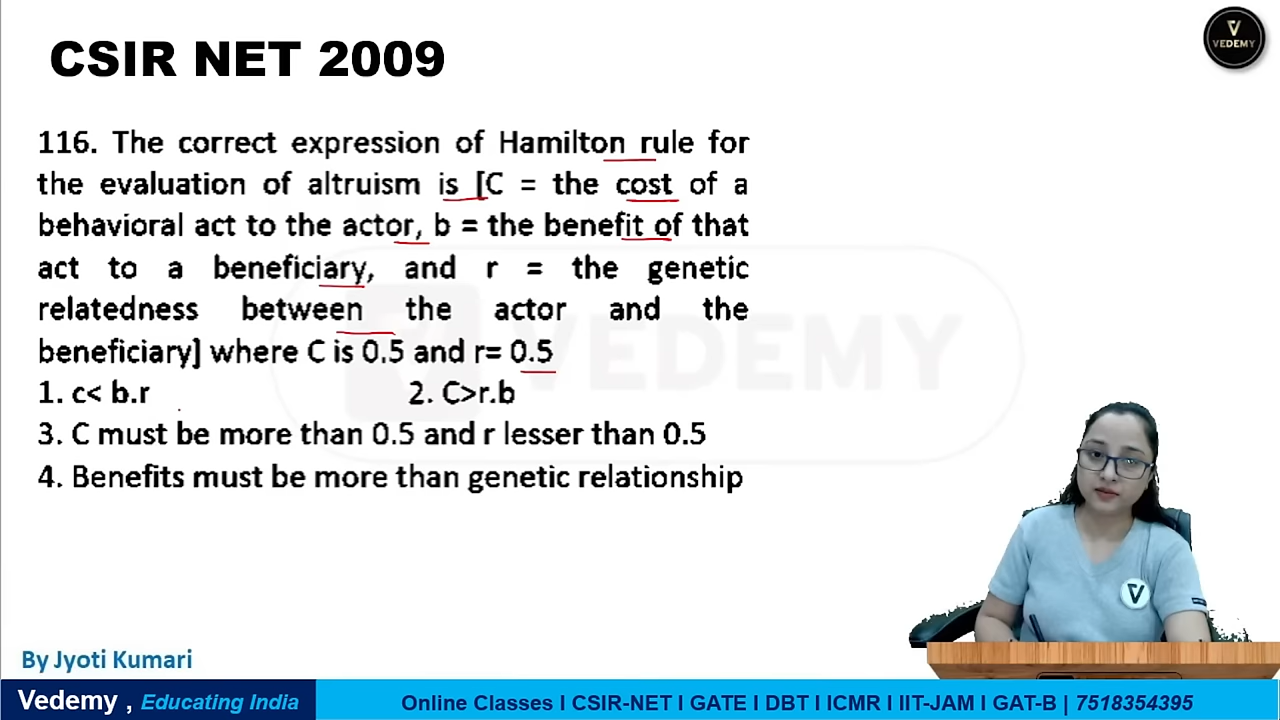 CSIR NET 2009
VEDEMY
116. The correct expression of Hamilton rule for
the evaluation of altruism is [C = the cost of a
behavioral act to the actor, b = the benefit of that
act to a beneficiary, and r = the genetic
relatedness between the actor and the
beneficiary] where C is 0.5 and r= 0.5
VEDEMY
1. c< b.r 2. C>r.b
3. C must be more than 0.5 and r lesser than 0.5
4. Benefits must be more than genetic relationship
By Jyoti Kumari
Vedemy , Educating India Online Classes I CSIR-NET I GATE I DBT I ICMR I IIT-JAM I GAT-B | 7518354395